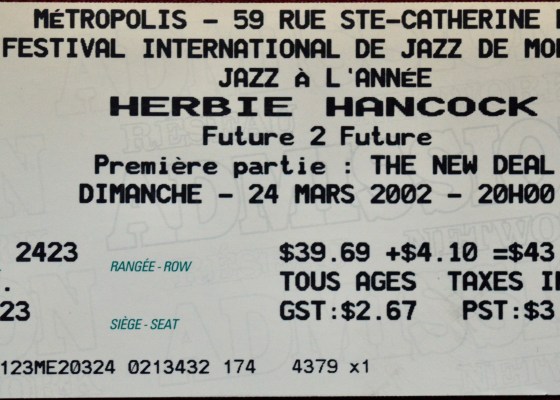 MÉTROPOLIS - 59 RUE STE-CATHERINE
FESTIVAL INTERNATIONAL DE JAZZ DE MO
JAZZ À L'ANNÉE
HERBIE HANCOCK
Future 2 Future
Première partie : THE NEW DEAL
DIMANCHE - 24 MARS 2002 - 20H00
2423 RANGÉE - ROW $39.69 +$4.10 =$43
TOUS AGES TAXES I
23 SIÈGE - SEAT GST:$2.67 PST:$3
123ME20324 0213432 174 4379 x1
ADMISSION
NETWORK